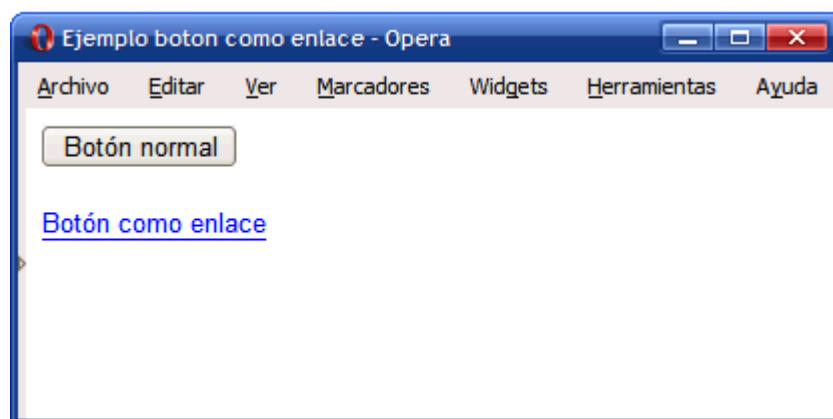 Ejemplo boton como enlace - Opera
Archivo Editar Ver Marcadores Widgets Herramientas Ayuda
Botón normal
Botón como enlace